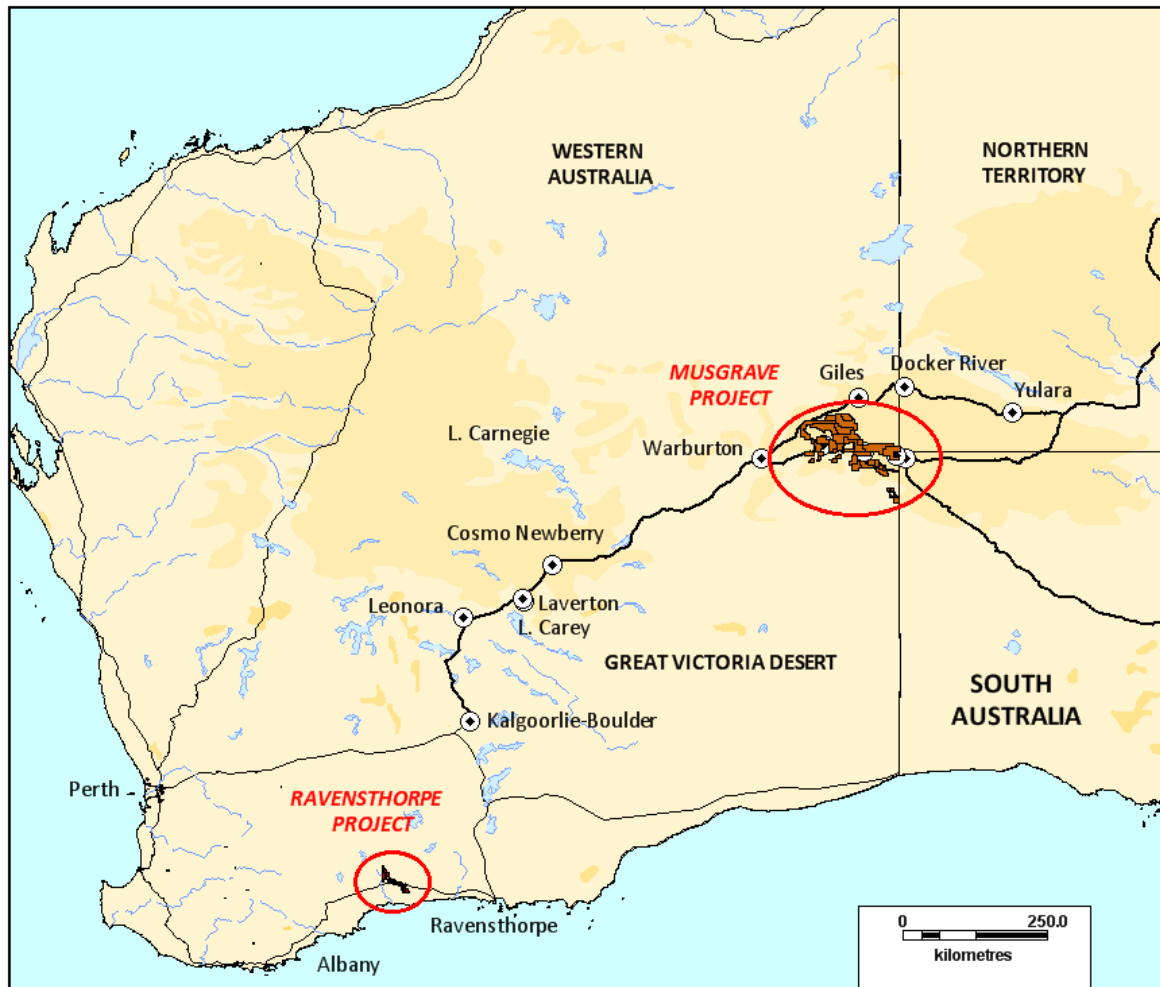 WESTERN
AUSTRALIA
NORTHERN
TERRITORY
MUSGRAVE
PROJECT
Giles
Docker River
Yulara
L. Carnegie
Warburton
Cosmo Newberry
Leonora
Laverton
L. Carey
GREAT VICTORIA DESERT
SOUTH
AUSTRALIA
Kalgoorlie-Boulder
Perth
RAVENSTHORPE
PROJECT
Ravensthorpe
Albany
0 250.0
kilometres